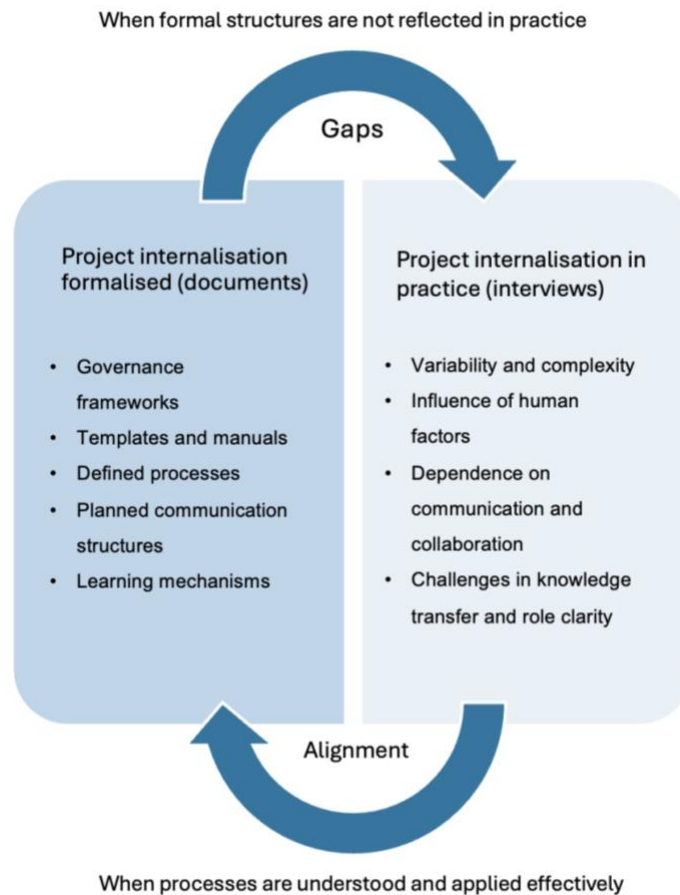 When formal structures are not reflected in practice
Gaps
Project internalisation
formalised (documents)
• Governance
frameworks
• Templates and manuals
• Defined processes
• Planned communication
structures
• Learning mechanisms
Project internalisation in
practice (interviews)
• Variability and complexity
• Influence of human
factors
• Dependence on
communication and
collaboration
• Challenges in knowledge
transfer and role clarity
Alignment
When processes are understood and applied effectively